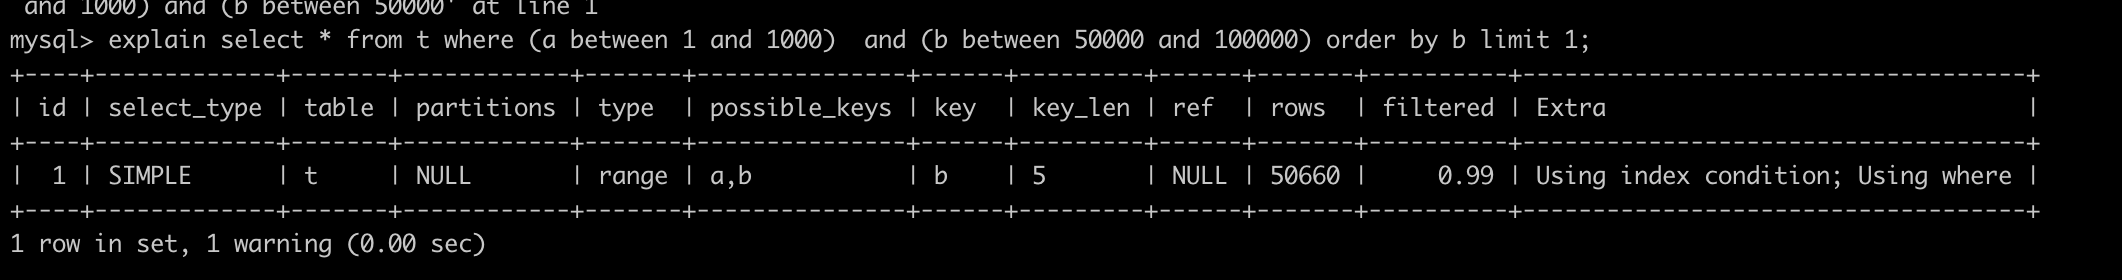 and 1000) and (b between 50000' at line 1
mysql> explain select * from t where (a between 1 and 1000)  and (b between 50000 and 100000) order by b limit 1;
+----+-------------+-------+------------+-------+---------------+------+---------+------+-------+----------+------------------------------------+
| id | select_type | table | partitions | type  | possible_keys | key  | key_len | ref  | rows  | filtered | Extra                              |
+----+-------------+-------+------------+-------+---------------+------+---------+------+-------+----------+------------------------------------+
|  1 | SIMPLE      | t     | NULL       | range | a,b           | b    | 5       | NULL | 50660 |     0.99 | Using index condition; Using where |
+----+-------------+-------+------------+-------+---------------+------+---------+------+-------+----------+------------------------------------+
1 row in set, 1 warning (0.00 sec)